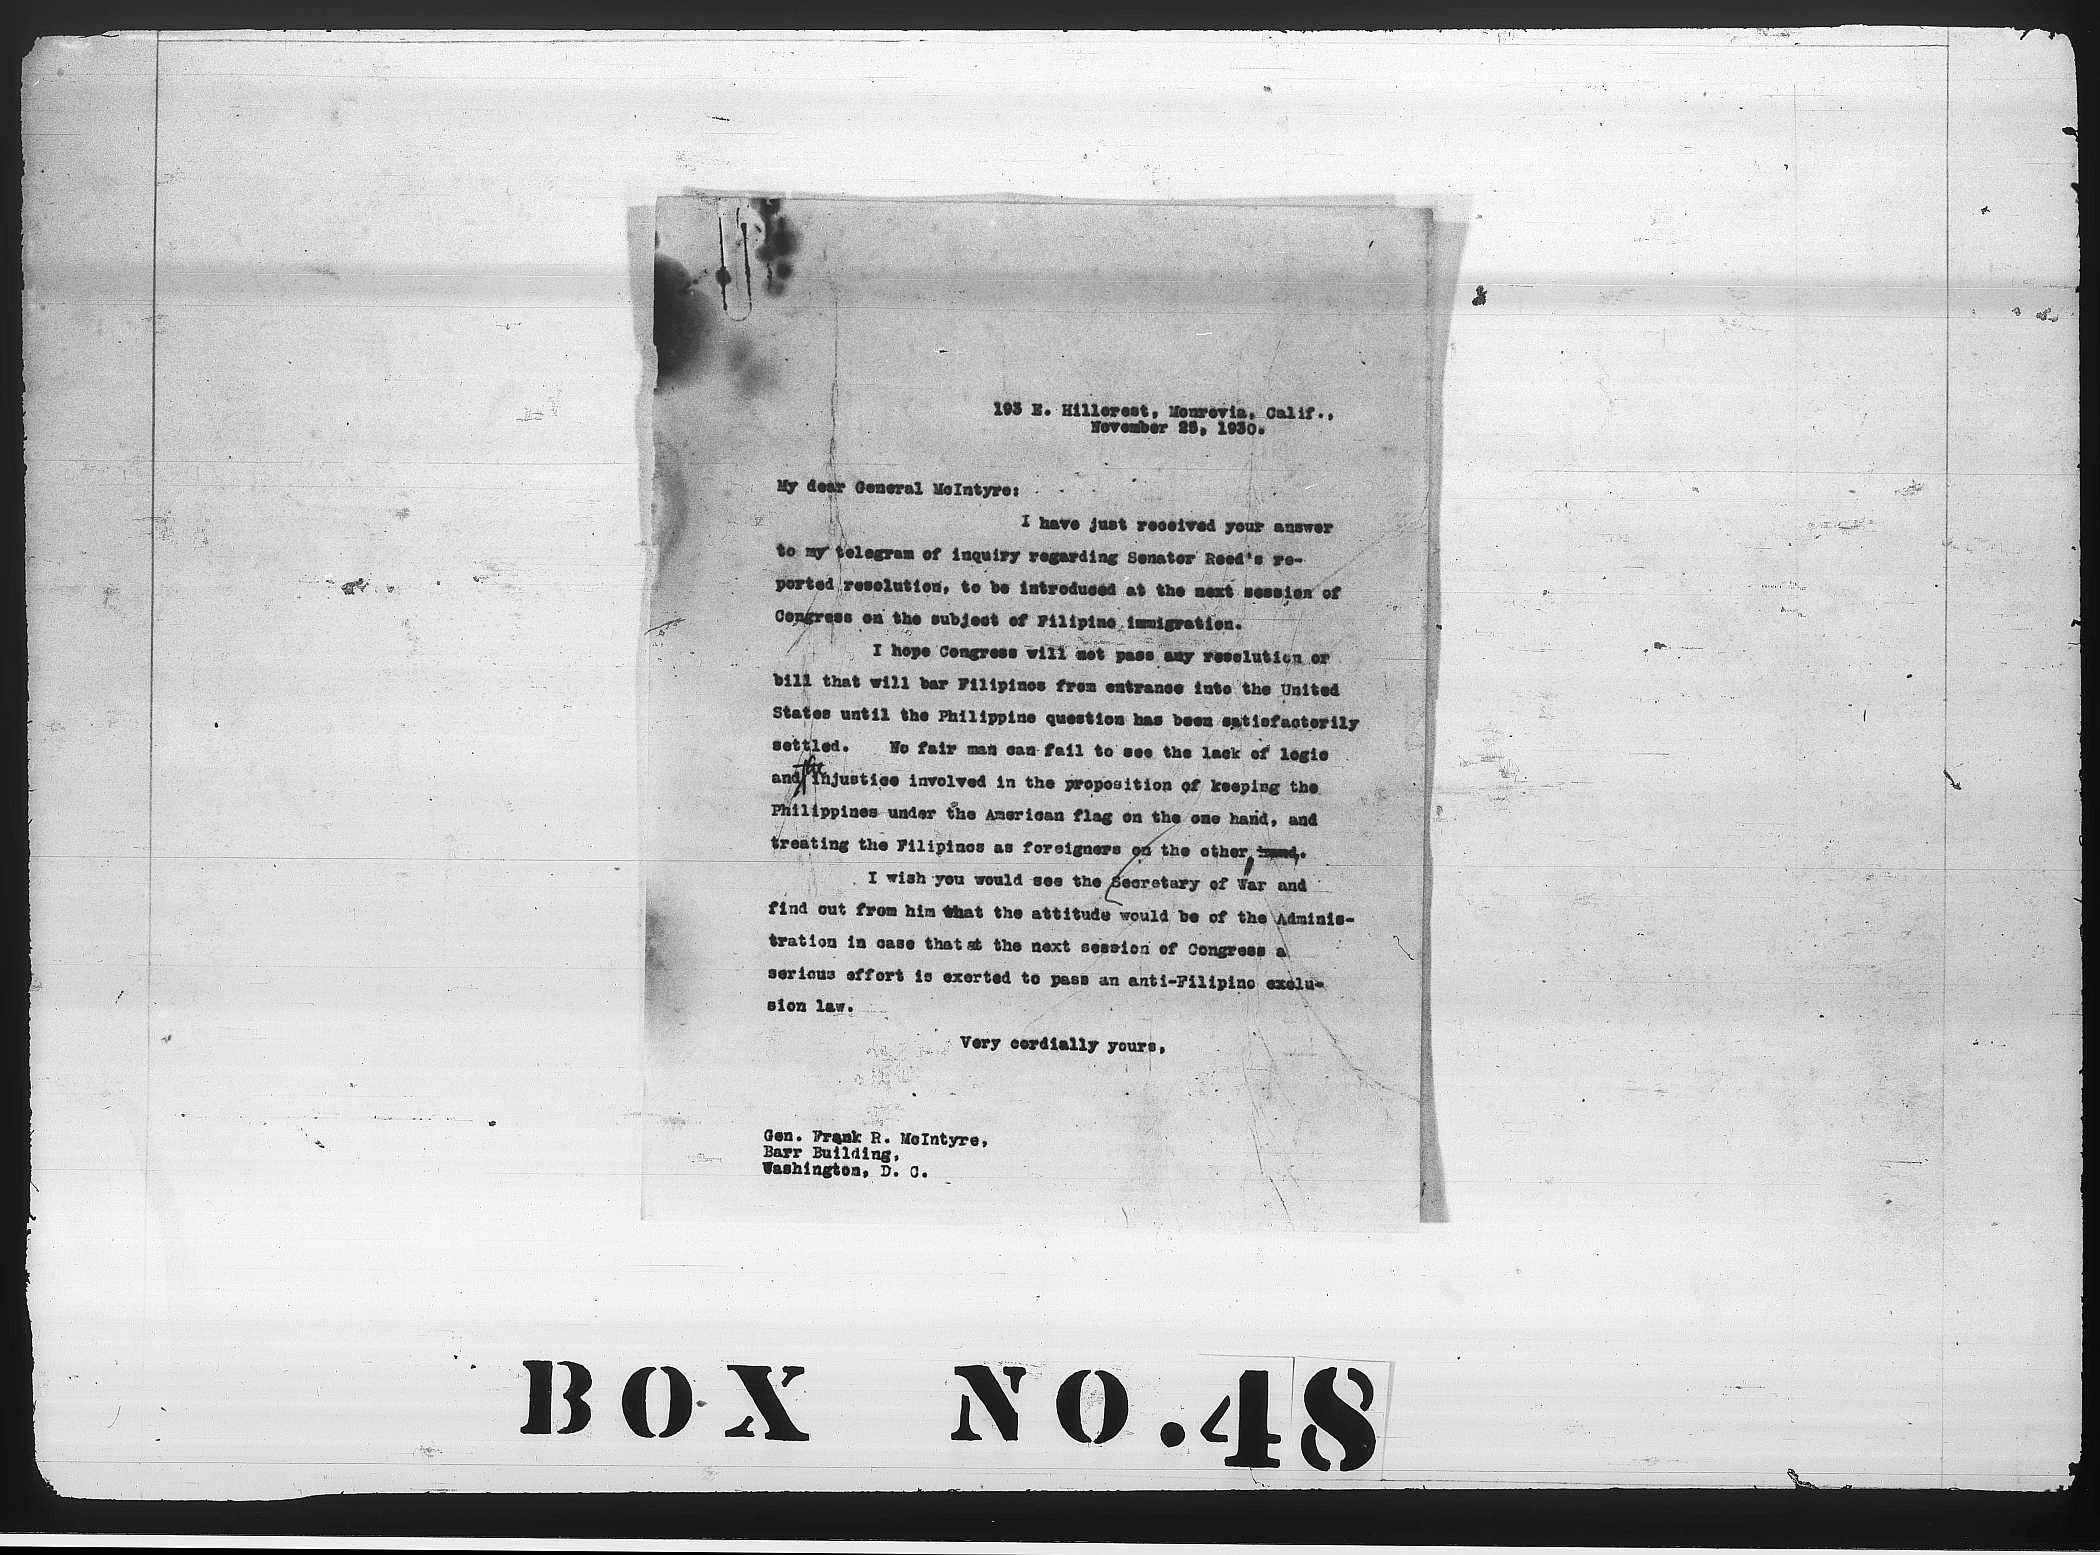 193 E. Hillcrest, Monrovia, Calif.,
November 25, 1930.
My dear General McIntyre:
I have just received your answer
to my telegram of inquiry regarding Senator Reed's re-
ported resolution, to be introduced at the next session of
Congress on the subject of Filipino immigration.
I hope Congress will not pass any resolution or
bill that will bar Filipinos from entrance into the United
States until the Philippine question has been satisfactorily
settled. No fair man can fail to see the lack of logic
and the injustice involved in the proposition of keeping the
Philippines under the American flag on the one hand, and
treating the Filipinos as foreigners on the other hand.
I wish you would see the Secretary of War and
find out from him what the attitude would be of the Adminis-
tration in case that at the next session of Congress a
serious effort is exerted to pass an anti-Filipino exclu-
sion law.
Very cordially yours,
Gen. Frank R. McIntyre,
Barr Building,
Washington, D. C.
BOX NO.48